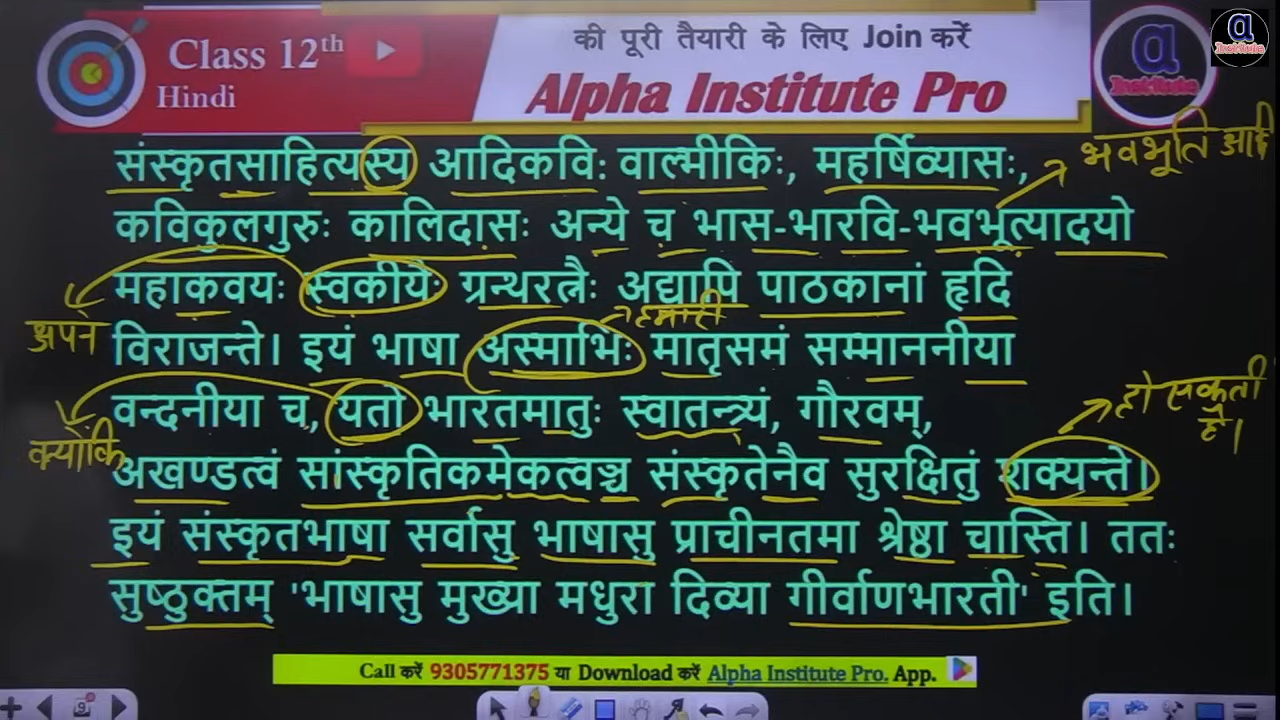 Class 12th
Hindi
की पूरी तैयारी के लिए Join करें
Alpha Institute Pro
α
Institute
α
Institute
संस्कृतसाहित्यस्य आदिकविः वाल्मीकिः, महर्षिव्यासः,
भवभूति आदि
कविकुलगुरुः कालिदासः अन्ये च भास-भारवि-भवभूत्यादयो
महाकवयः स्वकीयैः ग्रन्थरत्नैः अद्यापि पाठकानां हृदि
अपने
हमारी
विराजन्ते। इयं भाषा अस्माभिः मातृसमं सम्माननीया
वन्दनीया च, यतो भारतमातुः स्वातन्त्र्यं, गौरवम्,
हो सकती है।
क्योंकि
अखण्डत्वं सांस्कृतिकमेकत्वञ्च संस्कृतेनैव सुरक्षितुं शक्यन्ते।
इयं संस्कृतभाषा सर्वासु भाषासु प्राचीनतमा श्रेष्ठा चास्ति। ततः
सुष्ठुक्तम् 'भाषासु मुख्या मधुरा दिव्या गीर्वाणभारती' इति।
Call करें 9305771375 या Download करें Alpha Institute Pro. App.
9